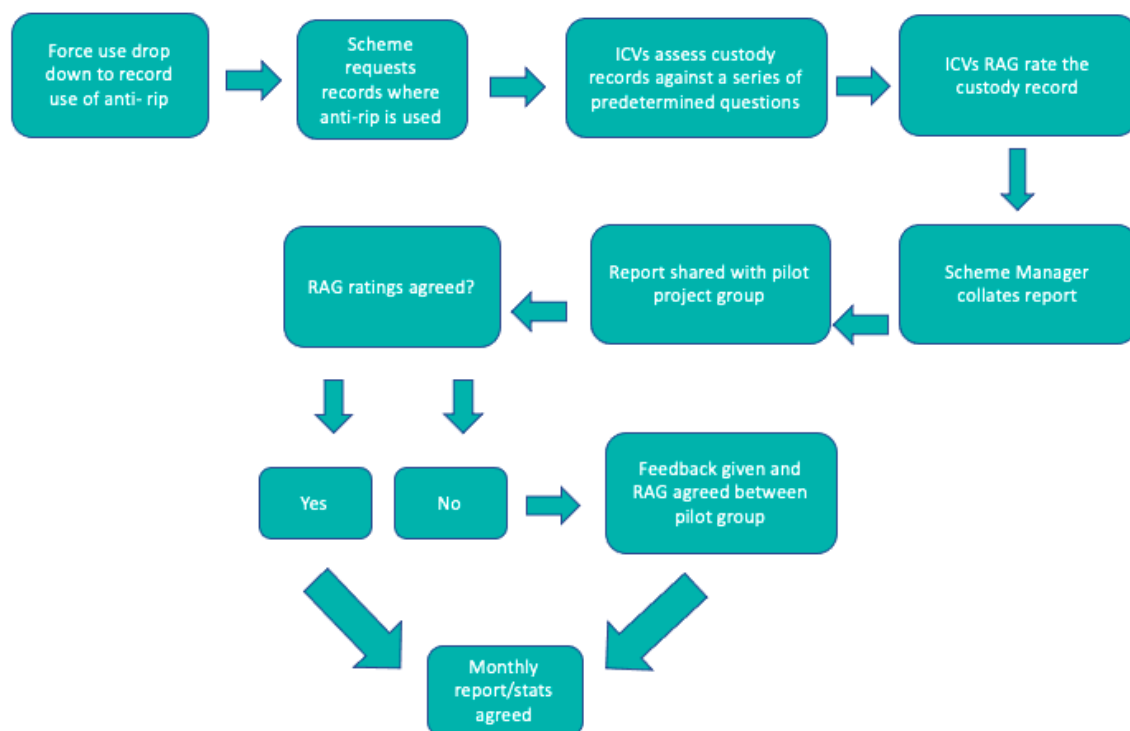 Force use drop
down to record
use of anti- rip
Scheme
requests
records where
anti-rip is used
ICVs assess custody
records against a series of
predetermined questions
ICVs RAG rate the
custody record
Scheme Manager
collates report
Report shared with pilot
project group
RAG ratings agreed?
Yes
No
Feedback given and
RAG agreed between
pilot group
Monthly
report/stats
agreed